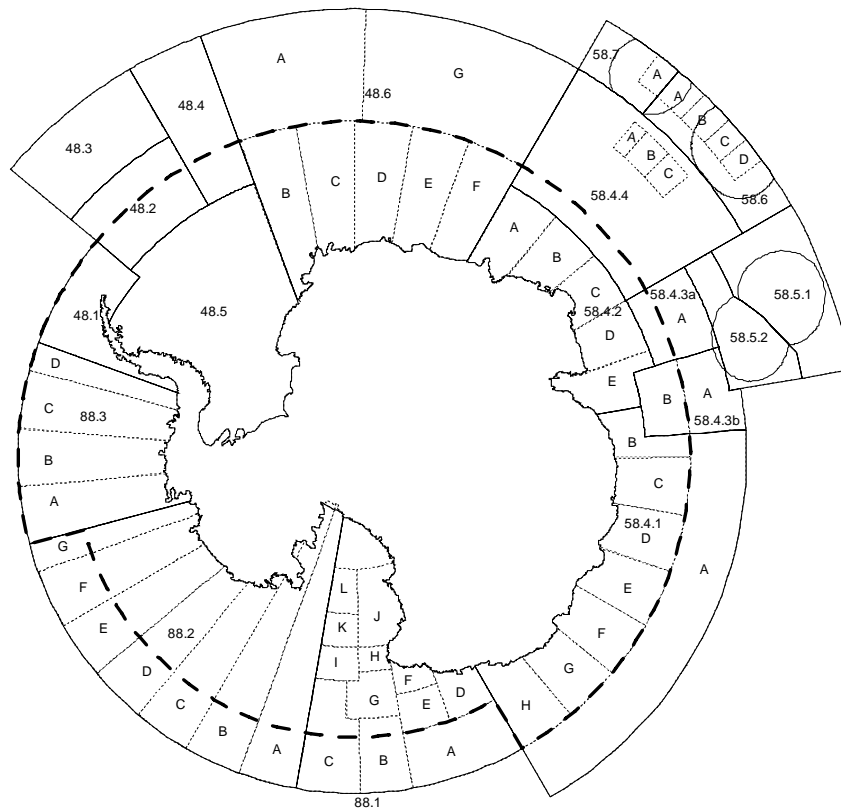 58.7
A
G
A
48.4
48.6
A
B
48.3
C
A
B
D
C
B
C
D
E
F
B
48.2
58.4.4
58.6
A
B
C
58.4.3a
58.5.1
48.1
48.5
58.4.2
A
58.5.2
D
D
E
B
A
C
88.3
58.4.3b
B
B
C
A
58.4.1
D
G
A
F
L
E
J
E
K
F
88.2
H
I
D
G
F
D
G
E
H
C
B
A
C
B
A
88.1